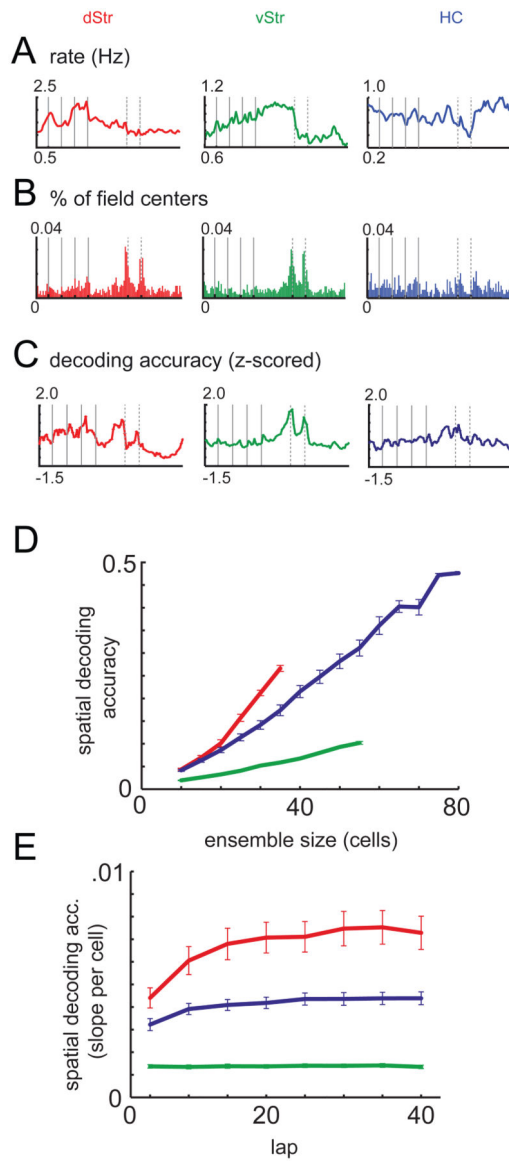 dStr vStr HC
A rate (Hz)
2.5 1.2 1.0
0.5 0.6 0.2
B % of field centers
0.04 0.04 0.04
0 0 0
C decoding accuracy (z-scored)
2.0 2.0 2.0
-1.5 -1.5 -1.5
D
0.5
spatial decoding
accuracy
0
0 40 80
ensemble size (cells)
E
.01
spatial decoding acc.
(slope per cell)
0
0 20 40
lap